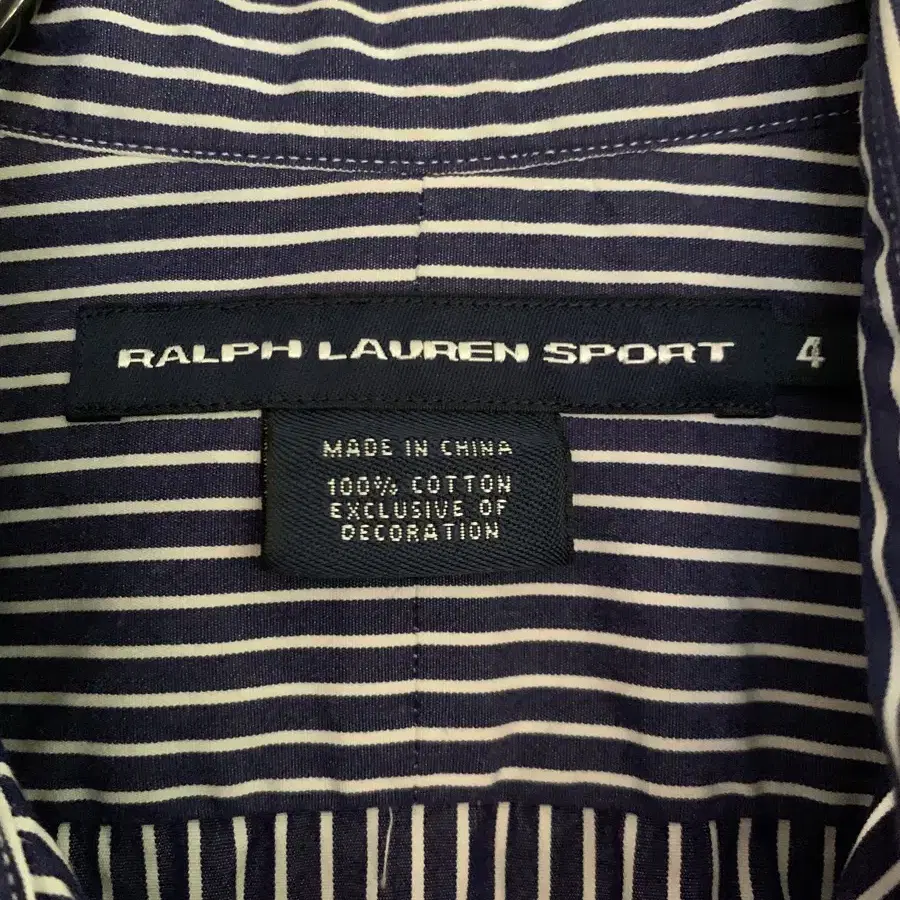 RALPH LAUREN SPORT 4
MADE IN CHINA
100% COTTON
EXCLUSIVE OF
DECORATION